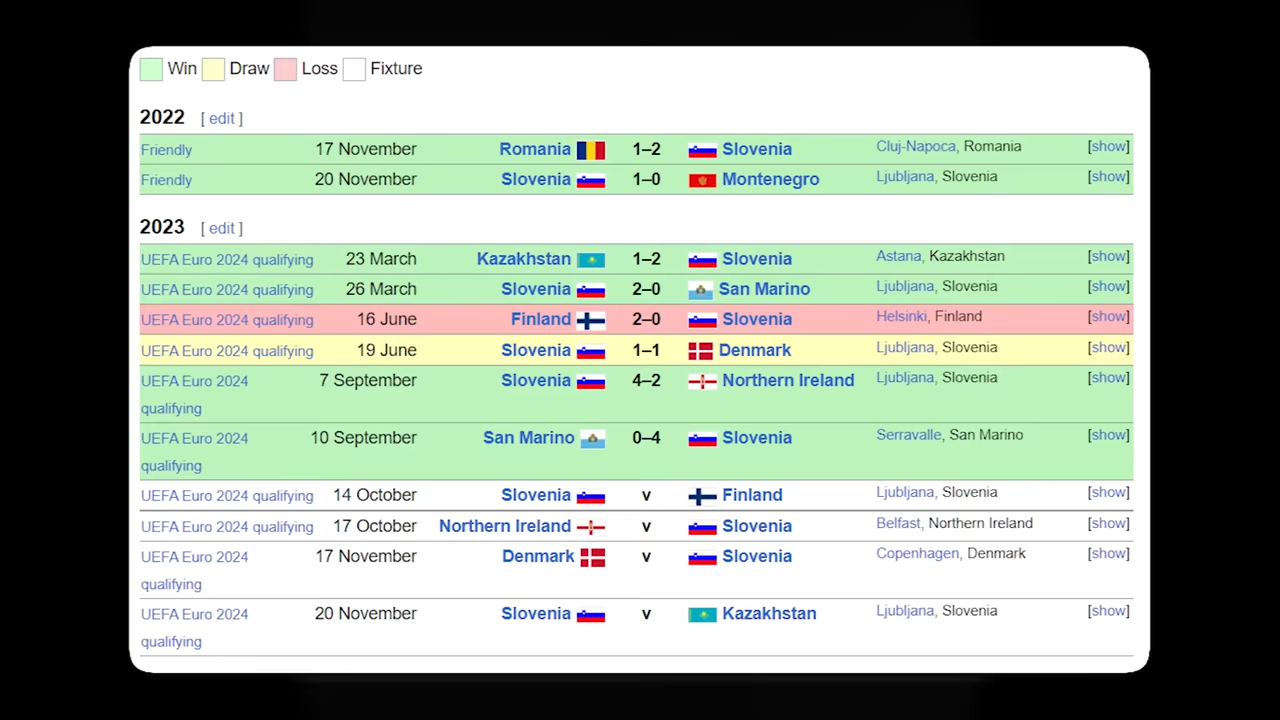 Win Draw Loss Fixture
2022 [ edit ]
Friendly 17 November Romania 1–2 Slovenia Cluj-Napoca, Romania [show]
Friendly 20 November Slovenia 1–0 Montenegro Ljubljana, Slovenia [show]
2023 [ edit ]
UEFA Euro 2024 qualifying 23 March Kazakhstan 1–2 Slovenia Astana, Kazakhstan [show]
UEFA Euro 2024 qualifying 26 March Slovenia 2–0 San Marino Ljubljana, Slovenia [show]
UEFA Euro 2024 qualifying 16 June Finland 2–0 Slovenia Helsinki, Finland [show]
UEFA Euro 2024 qualifying 19 June Slovenia 1–1 Denmark Ljubljana, Slovenia [show]
UEFA Euro 2024 7 September Slovenia 4–2 Northern Ireland Ljubljana, Slovenia [show]
qualifying
UEFA Euro 2024 10 September San Marino 0–4 Slovenia Serravalle, San Marino [show]
qualifying
UEFA Euro 2024 qualifying 14 October Slovenia v Finland Ljubljana, Slovenia [show]
UEFA Euro 2024 qualifying 17 October Northern Ireland v Slovenia Belfast, Northern Ireland [show]
UEFA Euro 2024 17 November Denmark v Slovenia Copenhagen, Denmark [show]
qualifying
UEFA Euro 2024 20 November Slovenia v Kazakhstan Ljubljana, Slovenia [show]
qualifying